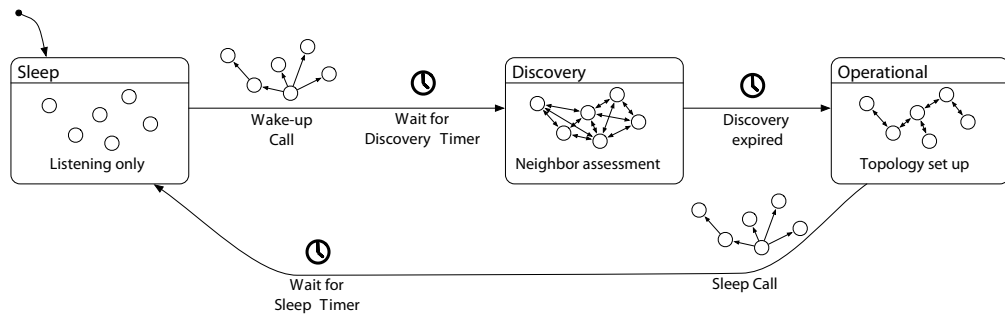 Sleep
Listening only
Wake-up
Call
Wait for
Discovery Timer
Discovery
Neighbor assessment
Discovery
expired
Operational
Topology set up
Sleep Call
Wait for
Sleep Timer